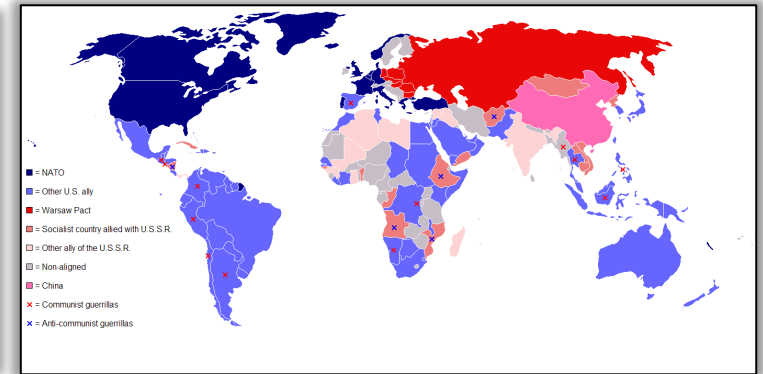 = NATO
= Other U.S. ally
= Warsaw Pact
= Socialist country allied with U.S.S.R.
= Other ally of the U.S.S.R.
= Non-aligned
= China
= Communist guerrillas
= Anti-communist guerrillas